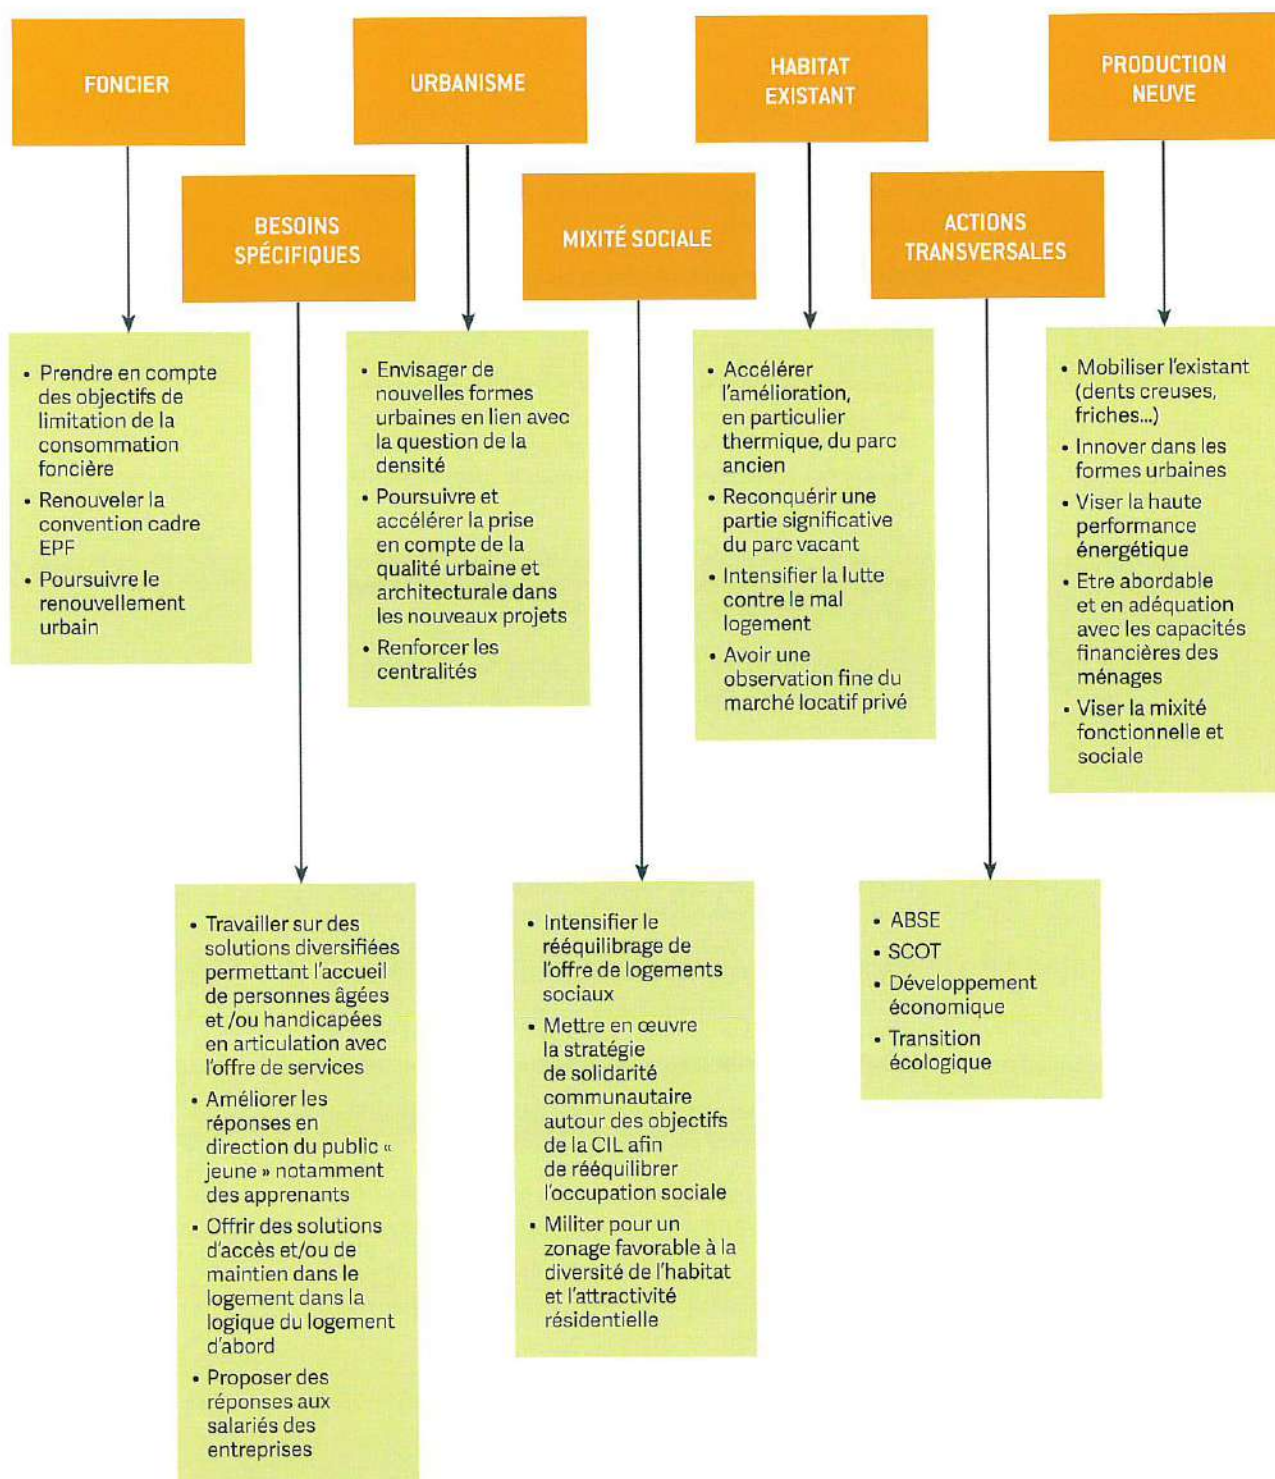 FONCIER
• Prendre en compte
des objectifs de
limitation de la
consommation
foncière
• Renouveler la
convention cadre
EPF
• Poursuivre le
renouvellement
urbain
BESOINS
SPÉCIFIQUES
• Travailler sur des
solutions diversifiées
permettant l'accueil
de personnes âgées
et /ou handicapées
en articulation avec
l'offre de services
• Améliorer les
réponses en
direction du public «
jeune » notamment
des apprenants
• Offrir des solutions
d'accès et/ou de
maintien dans le
logement dans la
logique du logement
d'abord
• Proposer des
réponses aux
salariés des
entreprises
URBANISME
• Envisager de
nouvelles formes
urbaines en lien avec
la question de la
densité
• Poursuivre et
accélérer la prise
en compte de la
qualité urbaine et
architecturale dans
les nouveaux projets
• Renforcer les
centralités
MIXITÉ SOCIALE
• Intensifier le
rééquilibrage de
l'offre de logements
sociaux
• Mettre en œuvre
la stratégie
de solidarité
communautaire
autour des objectifs
de la CIL afin
de rééquilibrer
l'occupation sociale
• Militer pour un
zonage favorable à la
diversité de l'habitat
et l'attractivité
résidentielle
HABITAT
EXISTANT
• Accélérer
l'amélioration,
en particulier
thermique, du parc
ancien
• Reconquérir une
partie significative
du parc vacant
• Intensifier la lutte
contre le mal
logement
• Avoir une
observation fine du
marché locatif privé
ACTIONS
TRANSVERSALES
• ABSE
• SCOT
• Développement
économique
• Transition
écologique
PRODUCTION
NEUVE
• Mobiliser l'existant
(dents creuses,
friches...)
• Innover dans les
formes urbaines
• Viser la haute
performance
énergétique
• Etre abordable
et en adéquation
avec les capacités
financières des
ménages
• Viser la mixité
fonctionnelle et
sociale